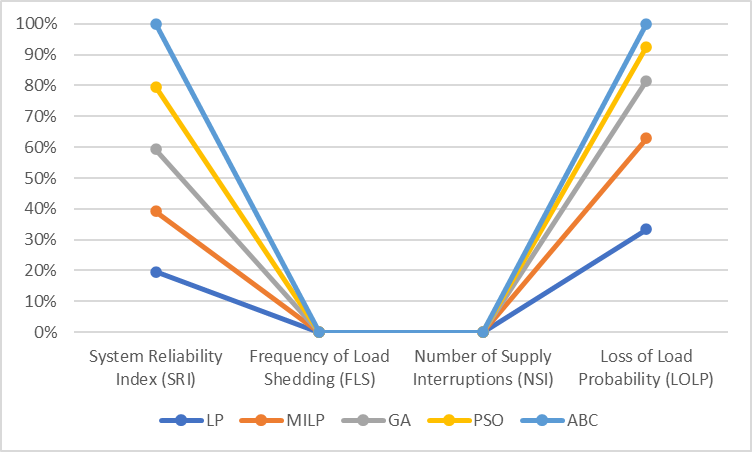 100%
90%
80%
70%
60%
50%
40%
30%
20%
10%
0%
System Reliability
Index (SRI)
Frequency of Load
Shedding (FLS)
Number of Supply
Interruptions (NSI)
Loss of Load
Probability (LOLP)
LP MILP GA PSO ABC